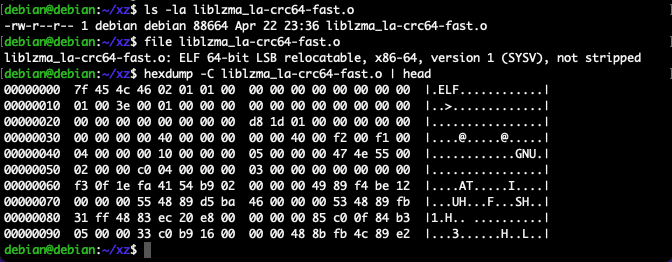 [debian@debian:~/xz$ ls -la liblzma_la-crc64-fast.o
-rw-r--r-- 1 debian debian 88664 Apr 22 23:36 liblzma_la-crc64-fast.o
[debian@debian:~/xz$ file liblzma_la-crc64-fast.o
liblzma_la-crc64-fast.o: ELF 64-bit LSB relocatable, x86-64, version 1 (SYSV), not stripped
[debian@debian:~/xz$ hexdump -C liblzma_la-crc64-fast.o | head
00000000  7f 45 4c 46 02 01 01 00  00 00 00 00 00 00 00 00  |.ELF............|
00000010  01 00 3e 00 01 00 00 00  00 00 00 00 00 00 00 00  |..>.............|
00000020  00 00 00 00 00 00 00 00  d8 1d 01 00 00 00 00 00  |................|
00000030  00 00 00 00 40 00 00 00  00 00 40 00 f2 00 f1 00  |....@.....@.....|
00000040  04 00 00 00 10 00 00 00  05 00 00 00 47 4e 55 00  |............GNU.|
00000050  02 00 00 c0 04 00 00 00  03 00 00 00 00 00 00 00  |................|
00000060  f3 0f 1e fa 41 54 b9 02  00 00 00 49 89 f4 be 12  |....AT.....I....|
00000070  00 00 00 55 48 89 d5 ba  46 00 00 00 53 48 89 fb  |...UH...F...SH..|
00000080  31 ff 48 83 ec 20 e8 00  00 00 00 85 c0 0f 84 b3  |1.H.. ..........|
00000090  05 00 00 33 c0 b9 16 00  00 00 48 8b fb 4c 89 e2  |...3......H..L..|
debian@debian:~/xz$